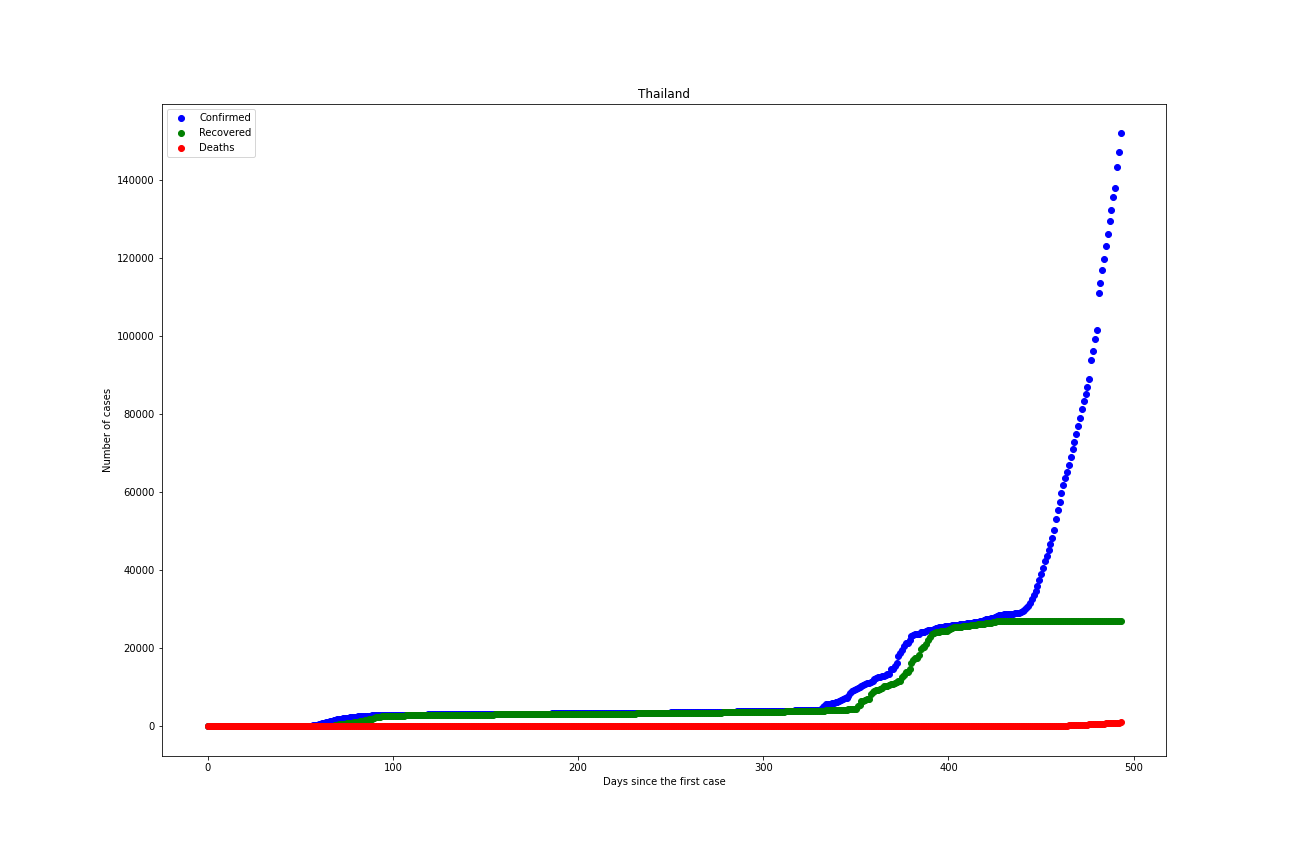 Thailand
Confirmed
Recovered
Deaths
140000
120000
100000
80000
60000
40000
20000
0
Number of cases
0 100 200 300 400 500
Days since the first case